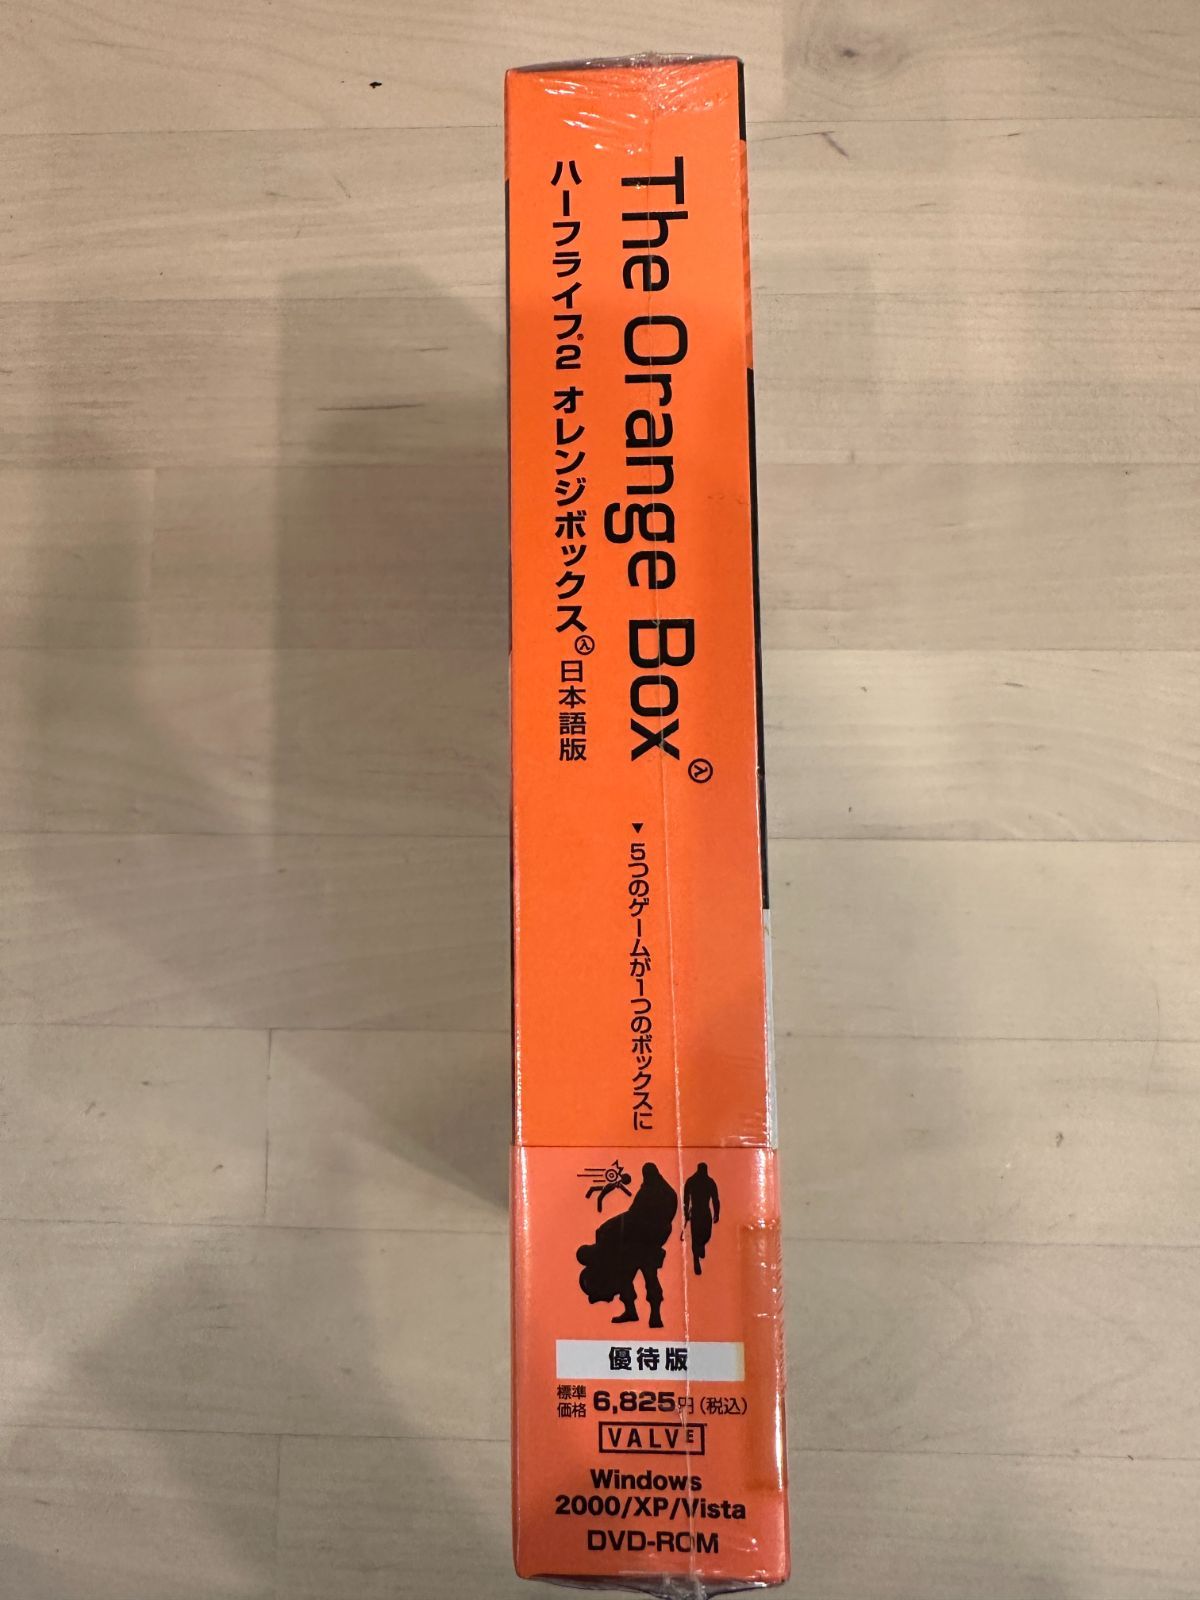 The Orange Box
ハーフライフ®2 オレンジボックス 日本語版
▼5つのゲームが1つのボックスに
優待版
標準価格 6,825円(税込)
VALVE
Windows
2000/XP/Vista
DVD-ROM